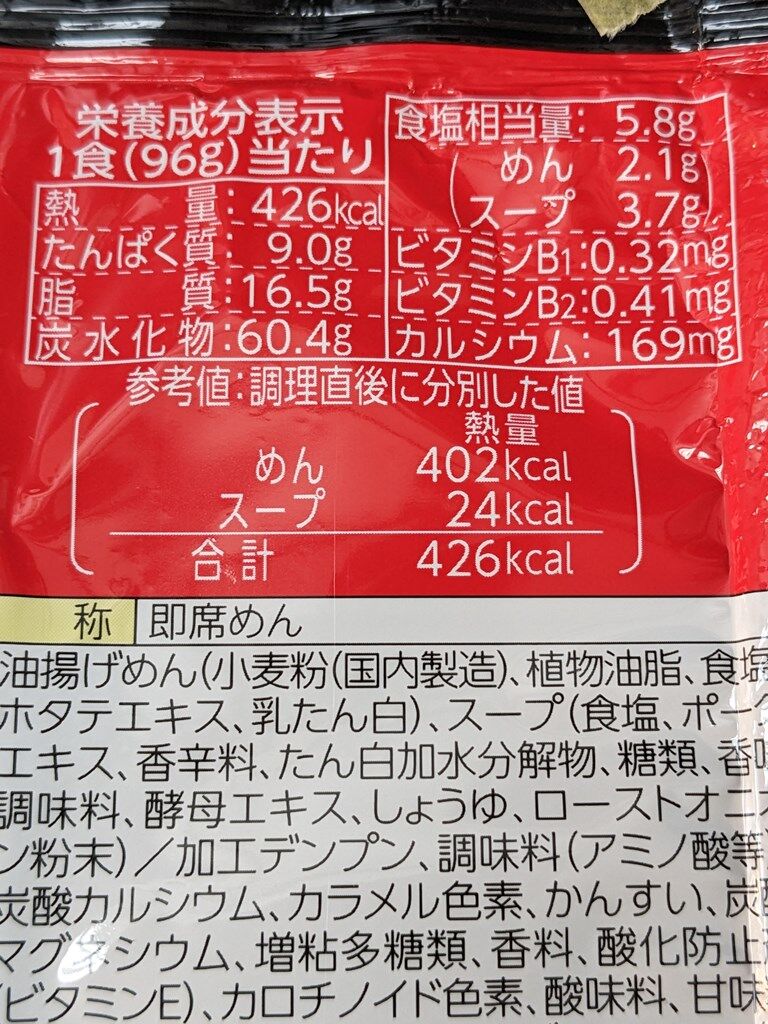 栄養成分表示
1食(96g)当たり
熱量:426kcal
たんぱく質:9.0g
脂質:16.5g
炭水化物:60.4g
食塩相当量:5.8g
めん 2.1g
スープ 3.7g
ビタミンB1:0.32mg
ビタミンB2:0.41mg
カルシウム:169mg
参考値:調理直後に分別した値
熱量
めん 402kcal
スープ 24kcal
合計 426kcal
称 即席めん
油揚げめん(小麦粉(国内製造)、植物油脂、食塩
ホタテエキス、乳たん白)、スープ(食塩、ポーク
エキス、香辛料、たん白加水分解物、糖類、香味
調味料、酵母エキス、しょうゆ、ローストオニオ
ン粉末)/加工デンプン、調味料(アミノ酸等)
炭酸カルシウム、カラメル色素、かんすい、炭酸
マグネシウム、増粘多糖類、香料、酸化防止
(ビタミンE)、カロチノイド色素、酸味料、甘味